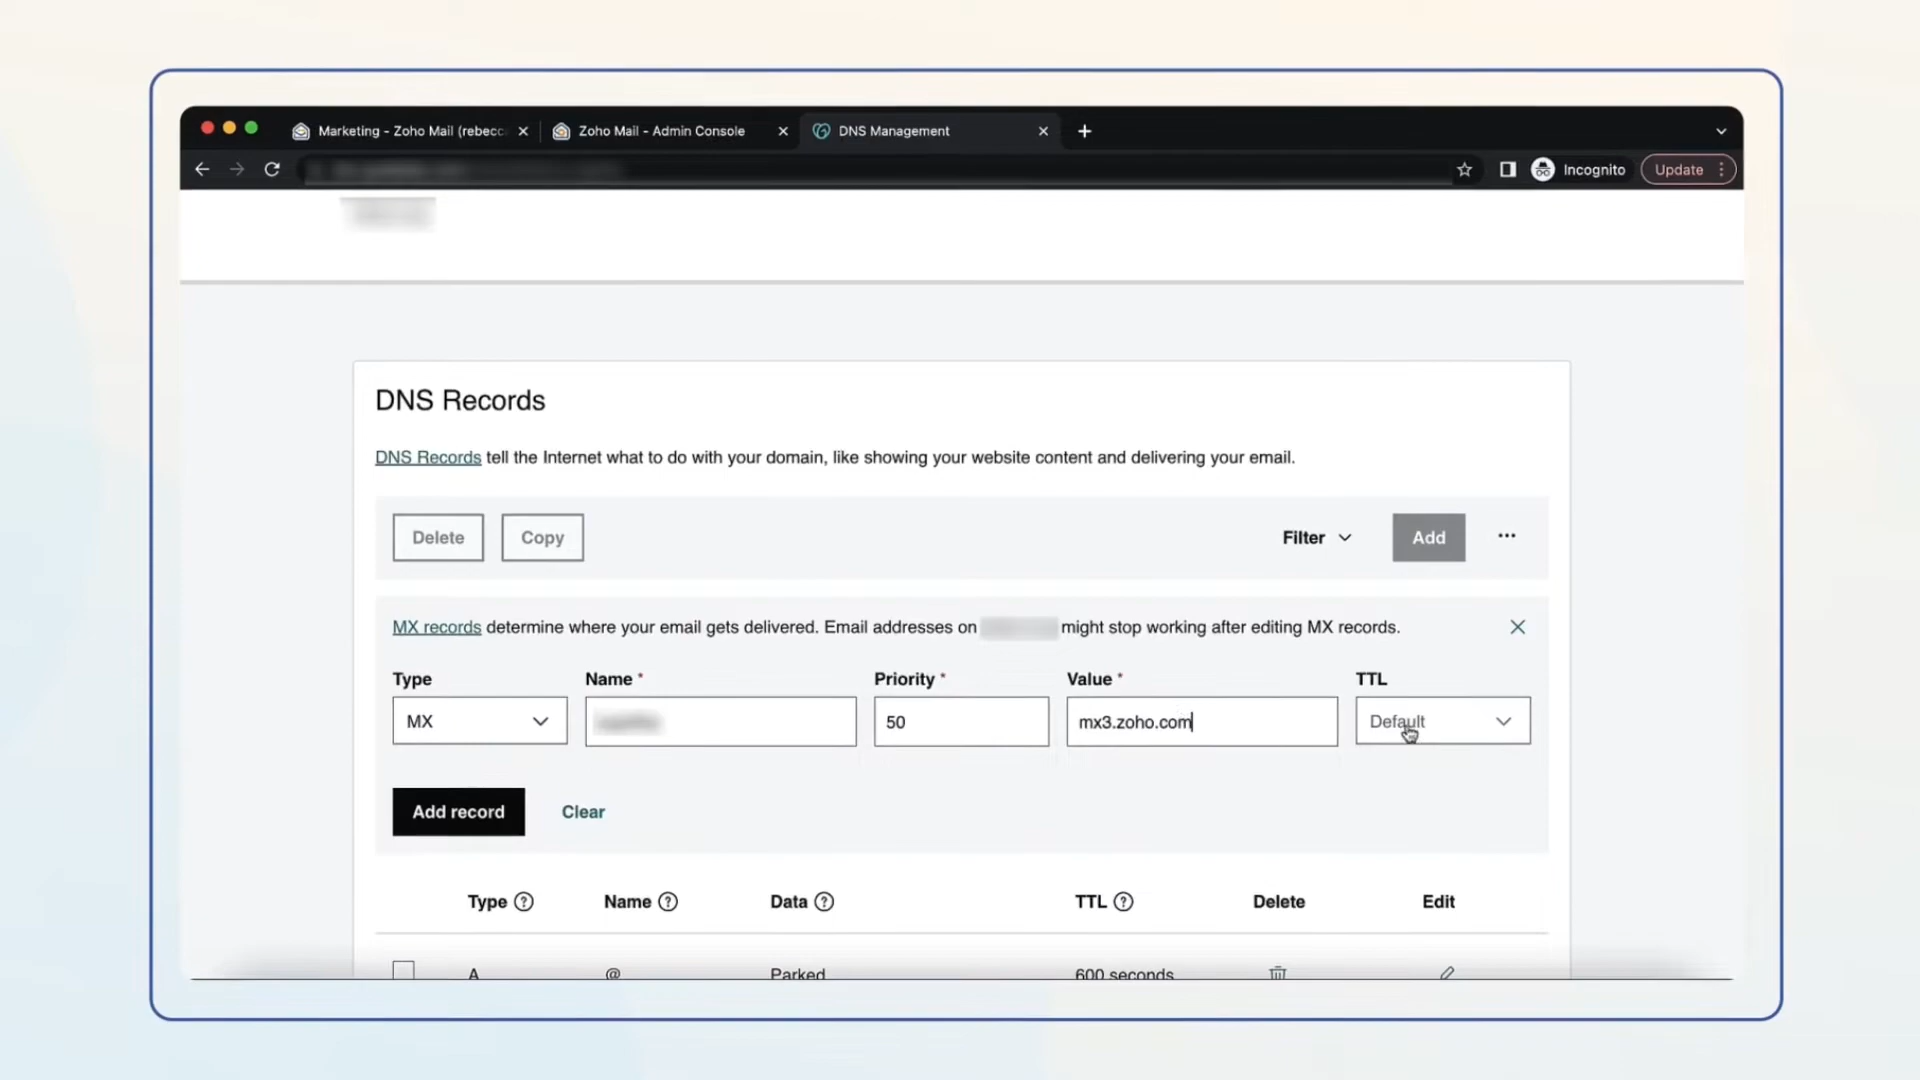 Marketing - Zoho Mail (rebecc
Zoho Mail - Admin Console
DNS Management
Incognito
Update
DNS Records
DNS Records tell the Internet what to do with your domain, like showing your website content and delivering your email.
Delete
Copy
Filter
Add
MX records determine where your email gets delivered. Email addresses on might stop working after editing MX records.
Type
Name *
Priority *
Value *
TTL
MX
50
mx3.zoho.com
Default
Add record
Clear
Type ?
Name ?
Data ?
TTL ?
Delete
Edit
A
@
Parked
600 seconds